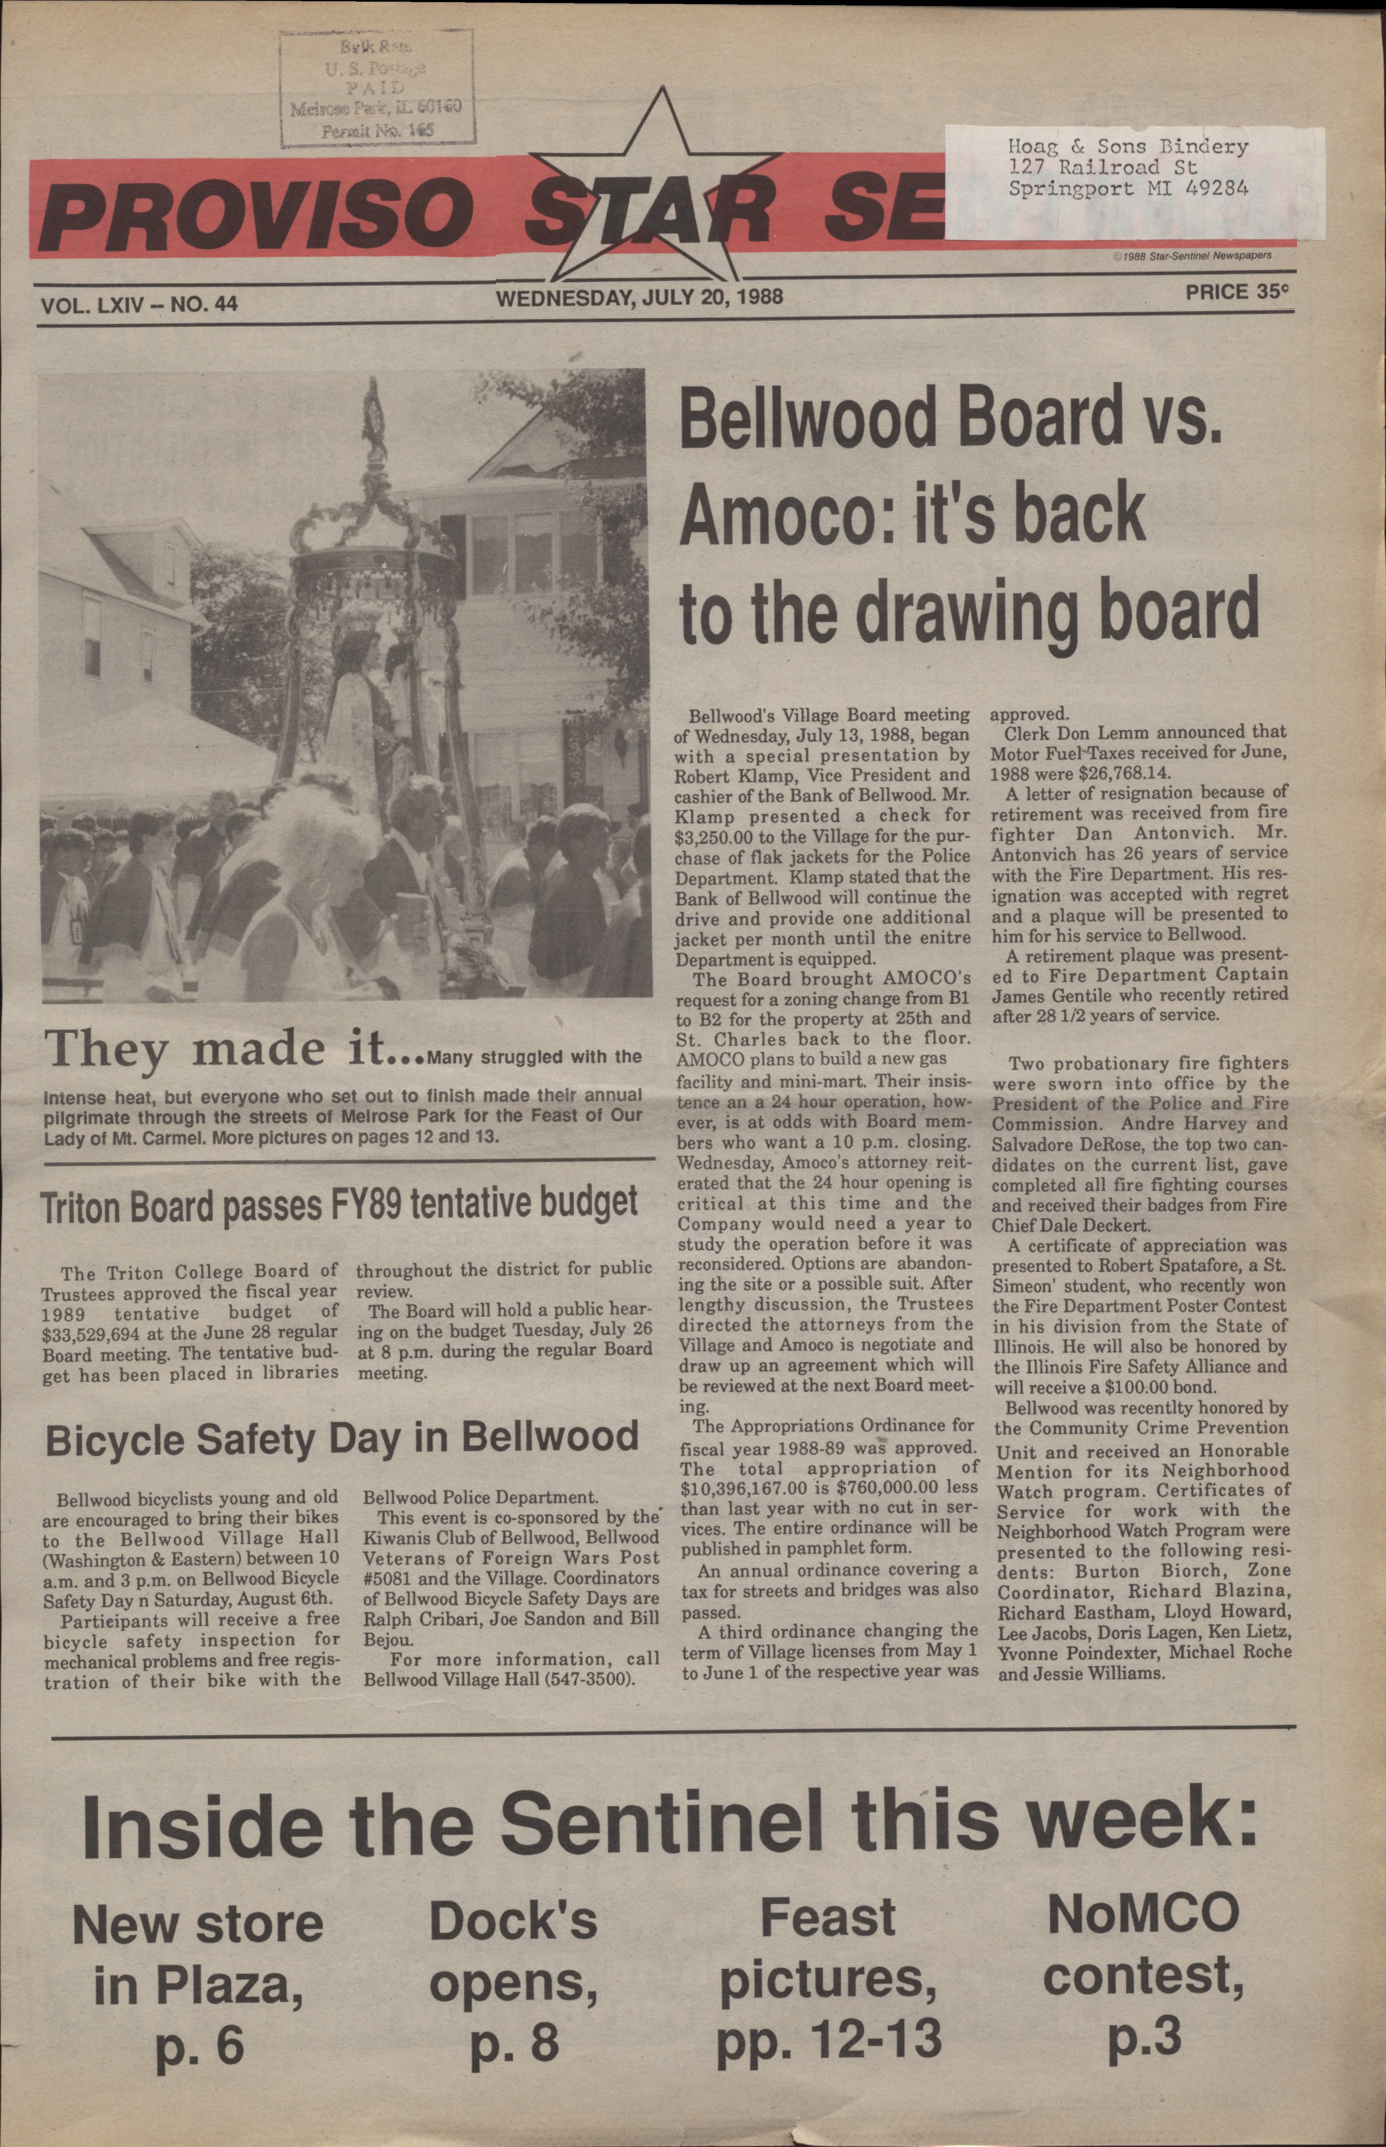 Bulk Rate
U.S. Postage
PAID
Melrose Park, IL 60160
Permit No. 165
Hoag & Sons Bindery
127 Railroad St
Springport MI 49284
PROVISO STAR SE
©1988 Star-Sentinel Newspapers
VOL. LXIV -- NO. 44
WEDNESDAY, JULY 20, 1988
PRICE 35¢
They made it...Many struggled with the
intense heat, but everyone who set out to finish made their annual
pilgrimate through the streets of Melrose Park for the Feast of Our
Lady of Mt. Carmel. More pictures on pages 12 and 13.
Triton Board passes FY89 tentative budget
The Triton College Board of
Trustees approved the fiscal year
1989 tentative budget of
$33,529,694 at the June 28 regular
Board meeting. The tentative bud-
get has been placed in libraries
throughout the district for public
review.
The Board will hold a public hear-
ing on the budget Tuesday, July 26
at 8 p.m. during the regular Board
meeting.
Bicycle Safety Day in Bellwood
Bellwood bicyclists young and old
are encouraged to bring their bikes
to the Bellwood Village Hall
(Washington & Eastern) between 10
a.m. and 3 p.m. on Bellwood Bicycle
Safety Day n Saturday, August 6th.
Participants will receive a free
bicycle safety inspection for
mechanical problems and free regis-
tration of their bike with the
Bellwood Police Department.
This event is co-sponsored by the
Kiwanis Club of Bellwood, Bellwood
Veterans of Foreign Wars Post
#5081 and the Village. Coordinators
of Bellwood Bicycle Safety Days are
Ralph Cribari, Joe Sandon and Bill
Bejou.
For more information, call
Bellwood Village Hall (547-3500).
Bellwood Board vs.
Amoco: it's back
to the drawing board
Bellwood's Village Board meeting
of Wednesday, July 13, 1988, began
with a special presentation by
Robert Klamp, Vice President and
cashier of the Bank of Bellwood. Mr.
Klamp presented a check for
$3,250.00 to the Village for the pur-
chase of flak jackets for the Police
Department. Klamp stated that the
Bank of Bellwood will continue the
drive and provide one additional
jacket per month until the enitre
Department is equipped.
The Board brought AMOCO's
request for a zoning change from B1
to B2 for the property at 25th and
St. Charles back to the floor.
AMOCO plans to build a new gas
facility and mini-mart. Their insis-
tence an a 24 hour operation, how-
ever, is at odds with Board mem-
bers who want a 10 p.m. closing.
Wednesday, Amoco's attorney reit-
erated that the 24 hour opening is
critical at this time and the
Company would need a year to
study the operation before it was
reconsidered. Options are abandon-
ing the site or a possible suit. After
lengthy discussion, the Trustees
directed the attorneys from the
Village and Amoco is negotiate and
draw up an agreement which will
be reviewed at the next Board meet-
ing.
The Appropriations Ordinance for
fiscal year 1988-89 was approved.
The total appropriation of
$10,396,167.00 is $760,000.00 less
than last year with no cut in ser-
vices. The entire ordinance will be
published in pamphlet form.
An annual ordinance covering a
tax for streets and bridges was also
passed.
A third ordinance changing the
term of Village licenses from May 1
to June 1 of the respective year was
approved.
Clerk Don Lemm announced that
Motor Fuel Taxes received for June,
1988 were $26,768.14.
A letter of resignation because of
retirement was received from fire
fighter Dan Antonvich. Mr.
Antonvich has 26 years of service
with the Fire Department. His res-
ignation was accepted with regret
and a plaque will be presented to
him for his service to Bellwood.
A retirement plaque was present-
ed to Fire Department Captain
James Gentile who recently retired
after 28 1/2 years of service.
Two probationary fire fighters
were sworn into office by the
President of the Police and Fire
Commission. Andre Harvey and
Salvadore DeRose, the top two can-
didates on the current list, gave
completed all fire fighting courses
and received their badges from Fire
Chief Dale Deckert.
A certificate of appreciation was
presented to Robert Spatafore, a St.
Simeon' student, who recently won
the Fire Department Poster Contest
in his division from the State of
Illinois. He will also be honored by
the Illinois Fire Safety Alliance and
will receive a $100.00 bond.
Bellwood was recentlty honored by
the Community Crime Prevention
Unit and received an Honorable
Mention for its Neighborhood
Watch program. Certificates of
Service for work with the
Neighborhood Watch Program were
presented to the following resi-
dents: Burton Biorch, Zone
Coordinator, Richard Blazina,
Richard Eastham, Lloyd Howard,
Lee Jacobs, Doris Lagen, Ken Lietz,
Yvonne Poindexter, Michael Roche
and Jessie Williams.
Inside the Sentinel this week:
New store
in Plaza,
p. 6
Dock's
opens,
p. 8
Feast
pictures,
pp. 12-13
NoMCO
contest,
p.3